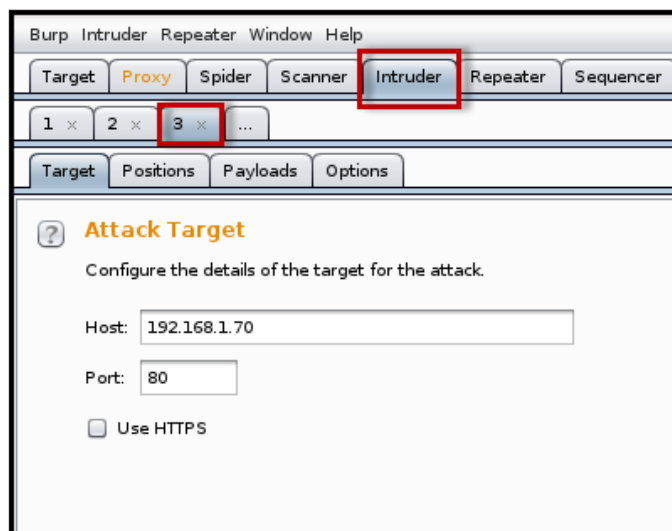 Burp Intruder Repeater Window Help
Target Proxy Spider Scanner Intruder Repeater Sequencer
1 × 2 × 3 × ...
Target Positions Payloads Options
? Attack Target
Configure the details of the target for the attack.
Host: 192.168.1.70
Port: 80
Use HTTPS